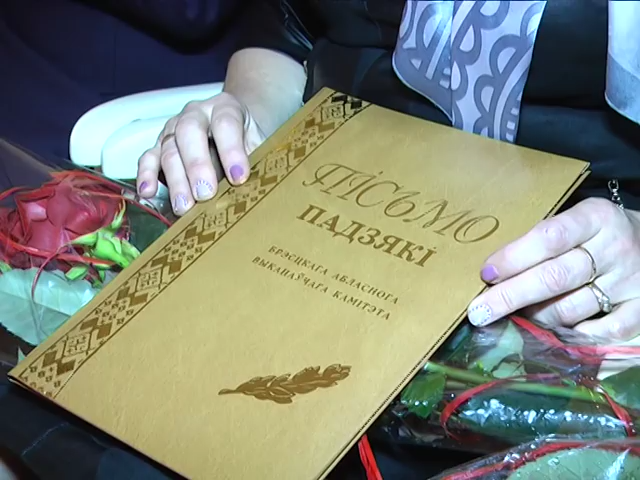 ПІСЬМО
ПАДЗЯКІ
БРЭСЦКАГА АБЛАСНОГА
ВЫКАНАЎЧАГА КАМІТЭТА